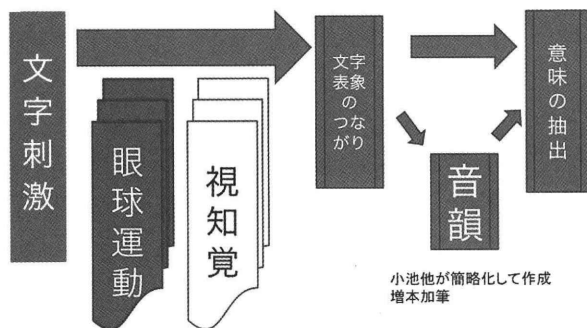 文字刺激
眼球運動
視知覚
文字
表象
の
つな
がり
音韻
意味の抽出
小池他が簡略化して作成
増本加筆